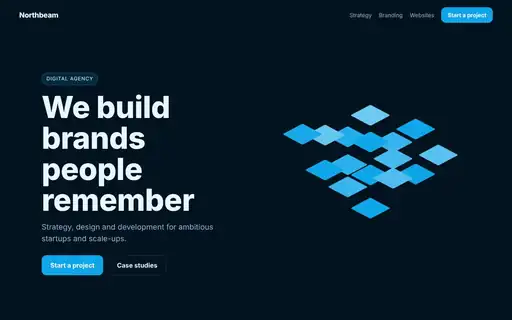 Northbeam
Strategy Branding Websites Start a project
DIGITAL AGENCY
We build
brands
people
remember
Strategy, design and development for ambitious
startups and scale-ups.
Start a project Case studies